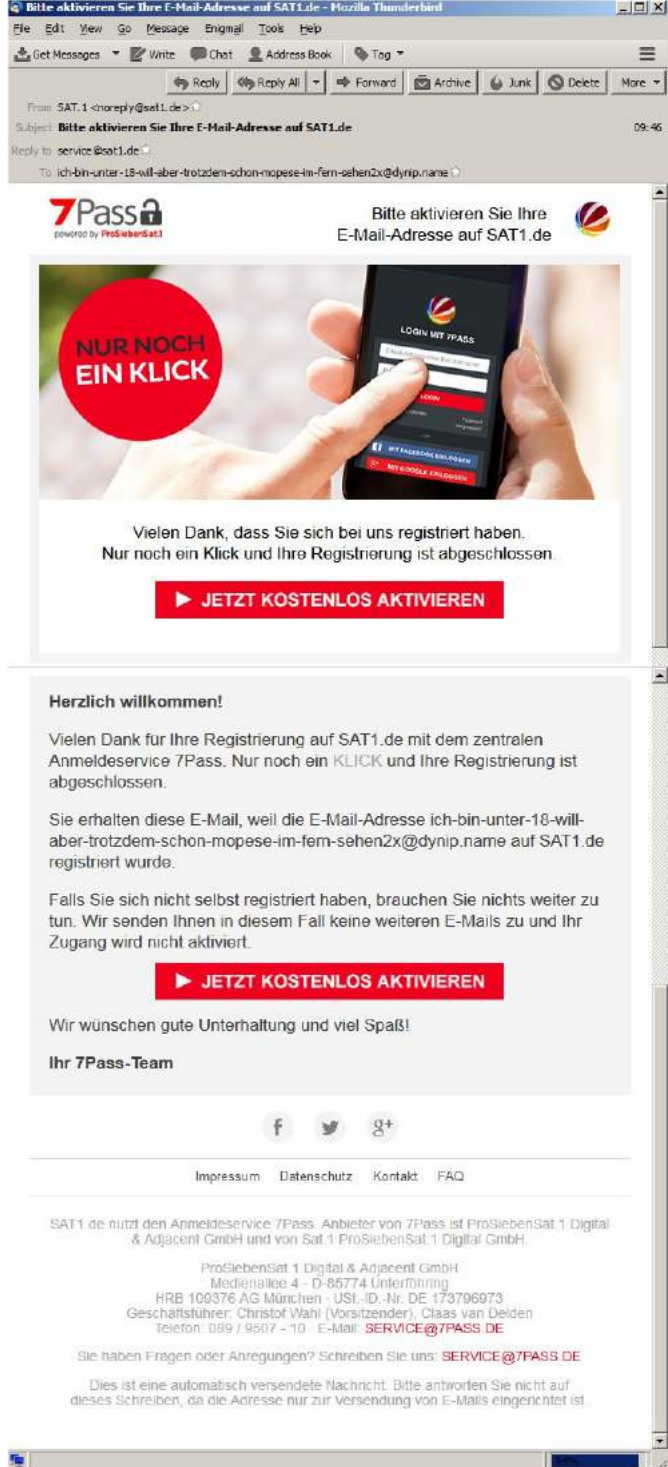 Bitte aktivieren Sie Ihre E-Mail-Adresse auf SAT1.de - Mozilla Thunderbird
File Edit View Go Message Enigmail Tools Help
Get Messages Write Chat Address Book Tag
Reply Reply All Forward Archive Junk Delete More
From SAT.1 <noreply@sat1.de>
Subject Bitte aktivieren Sie Ihre E-Mail-Adresse auf SAT1.de 09:46
Reply to service@sat1.de
To ich-bin-unter-18-will-aber-trotzdem-schon-mopese-im-fern-sehen2x@dynip.name
7Pass
powered by ProSiebenSat.1
Bitte aktivieren Sie Ihre
E-Mail-Adresse auf SAT1.de
NUR NOCH
EIN KLICK
LOGIN MIT 7PASS
LOGIN
MIT FACEBOOK EINLOGGEN
MIT GOOGLE EINLOGGEN
Vielen Dank, dass Sie sich bei uns registriert haben.
Nur noch ein Klick und Ihre Registrierung ist abgeschlossen.
JETZT KOSTENLOS AKTIVIEREN
Herzlich willkommen!
Vielen Dank für Ihre Registrierung auf SAT1.de mit dem zentralen
Anmeldeservice 7Pass. Nur noch ein KLICK und Ihre Registrierung ist
abgeschlossen.
Sie erhalten diese E-Mail, weil die E-Mail-Adresse ich-bin-unter-18-will-
aber-trotzdem-schon-mopese-im-fern-sehen2x@dynip.name auf SAT1.de
registriert wurde.
Falls Sie sich nicht selbst registriert haben, brauchen Sie nichts weiter zu
tun. Wir senden Ihnen in diesem Fall keine weiteren E-Mails zu und Ihr
Zugang wird nicht aktiviert.
JETZT KOSTENLOS AKTIVIEREN
Wir wünschen gute Unterhaltung und viel Spaß!
Ihr 7Pass-Team
f g+
Impressum Datenschutz Kontakt FAQ
SAT1.de nutzt den Anmeldeservice 7Pass. Anbieter von 7Pass ist ProSiebenSat.1 Digital
& Adjacent GmbH und von Sat.1 ProSiebenSat.1 Digital GmbH.
ProSiebenSat.1 Digital & Adjacent GmbH
Medienallee 4 - D-85774 Unterföhring
HRB 109376 AG München - USt.-ID.-Nr. DE 173796973
Geschäftsführer: Christof Wahl (Vorsitzender), Claas van Delden
Telefon: 089 / 9507 - 10 · E-Mail: SERVICE@7PASS.DE
Sie haben Fragen oder Anregungen? Schreiben Sie uns: SERVICE@7PASS.DE
Dies ist eine automatisch versendete Nachricht. Bitte antworten Sie nicht auf
dieses Schreiben, da die Adresse nur zur Versendung von E-Mails eingerichtet ist.